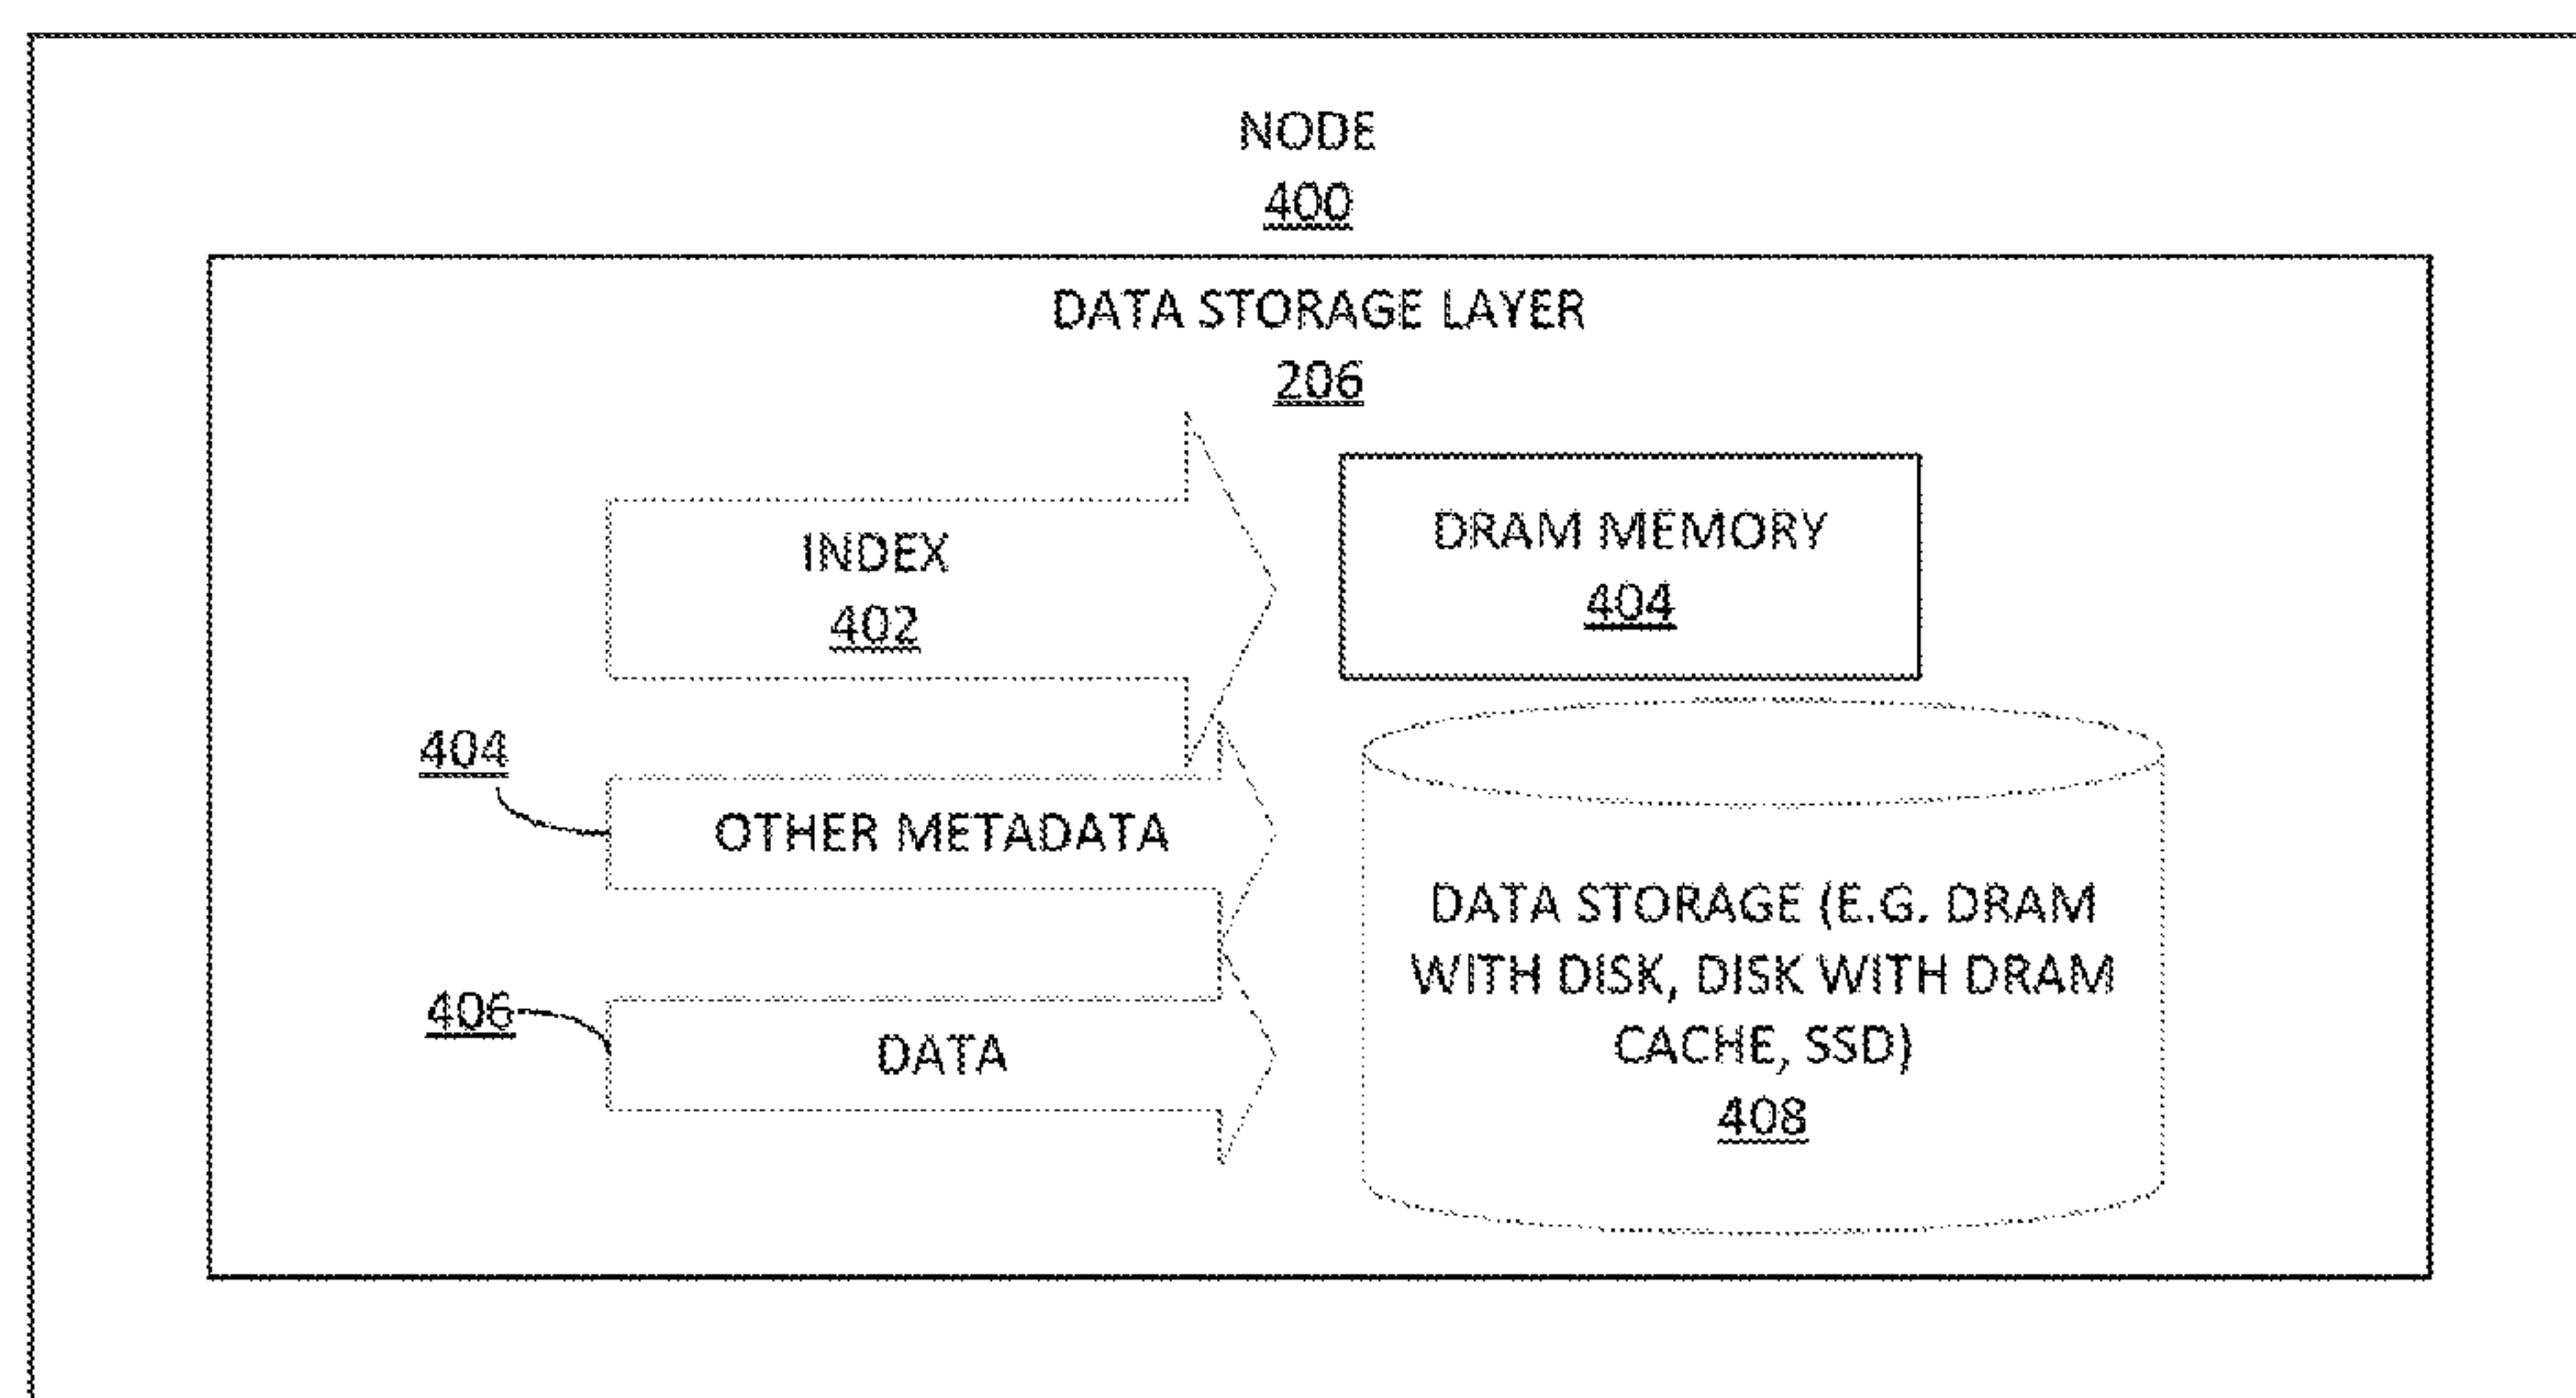 NODE
400
DATA STORAGE LAYER
206
INDEX
402
DRAM MEMORY
404
404
OTHER METADATA
406
DATA
DATA STORAGE (E.G. DRAM
WITH DISK, DISK WITH DRAM
CACHE, SSD)
408